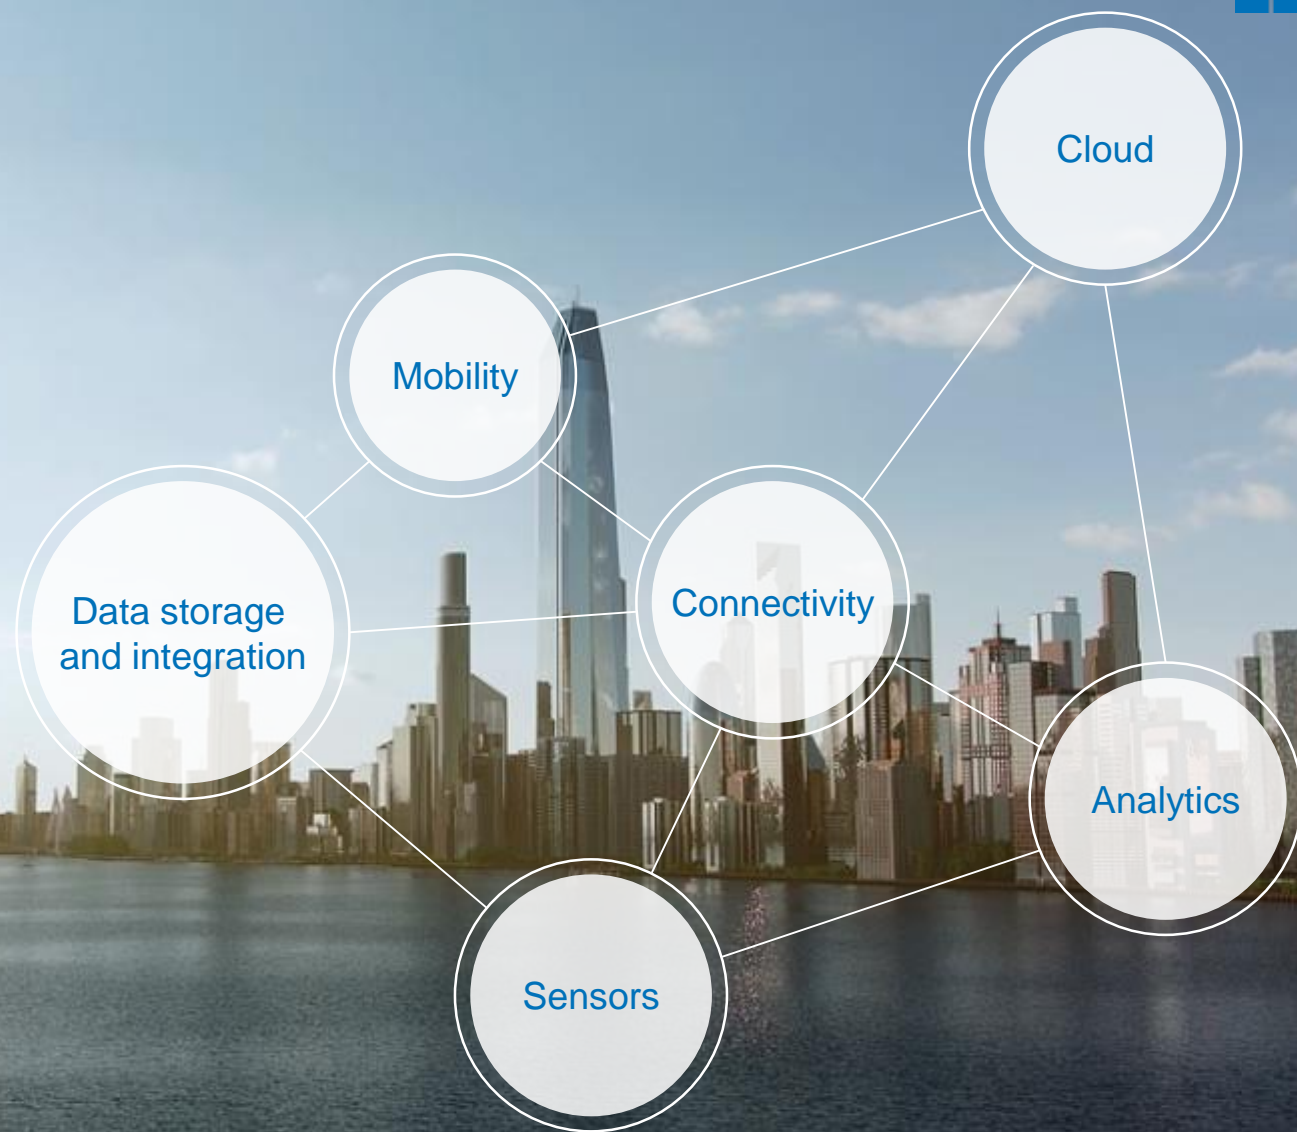 Cloud
Mobility
Data storage
and integration
Connectivity
Analytics
Sensors